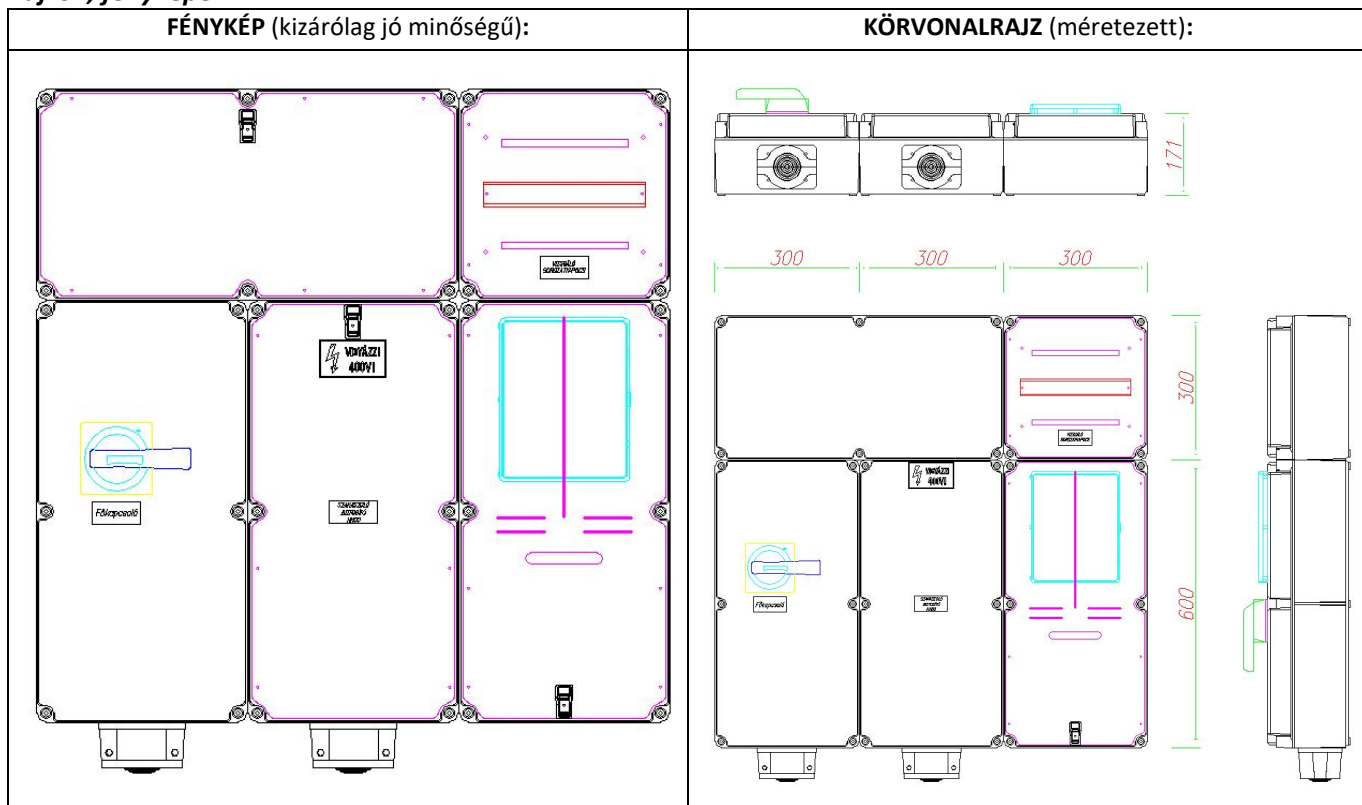 FÉNYKÉP (kizárólag jó minőségű):
KÖRVONALRAJZ (méretezett):
VIGYÁZZ!
400V!
Főkapcsoló
171
300 300 300
300
VIGYÁZZ!
400V!
Főkapcsoló
600